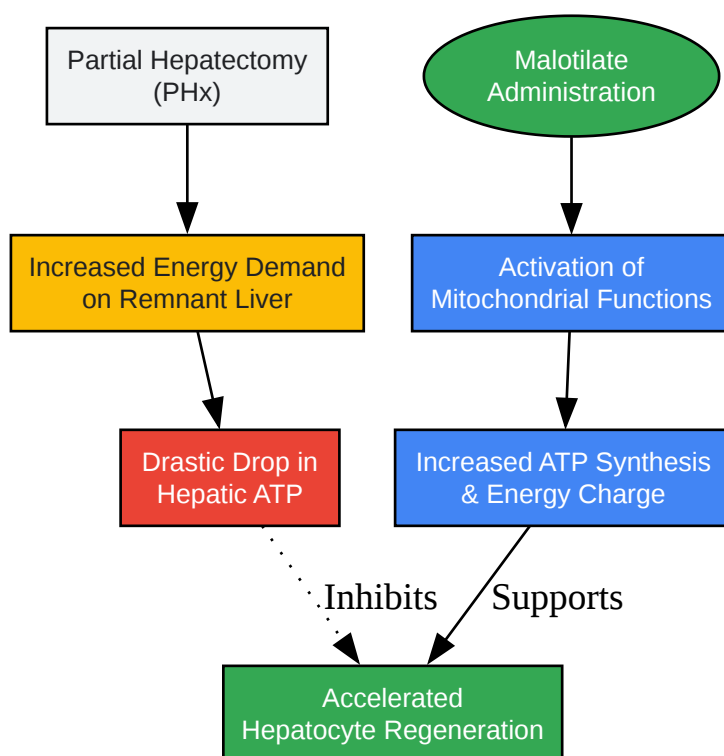 Partial Hepatectomy
(PHx)
Malotilate
Administration
Increased Energy Demand
on Remnant Liver
Activation of
Mitochondrial Functions
Drastic Drop in
Hepatic ATP
Increased ATP Synthesis
& Energy Charge
Inhibits
Supports
Accelerated
Hepatocyte Regeneration